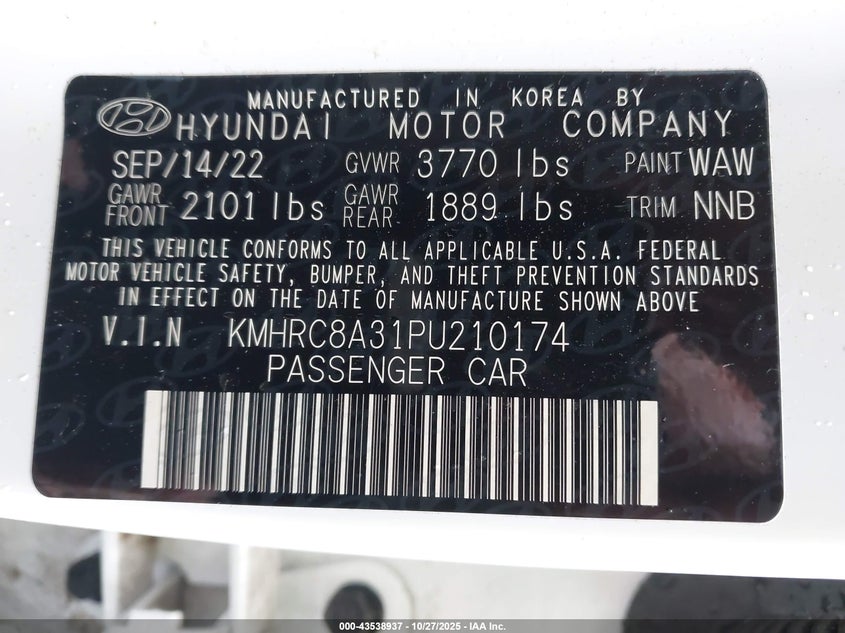 MANUFACTURED IN KOREA BY
HYUNDAI MOTOR COMPANY
SEP/14/22 GVWR 3770 lbs PAINT WAW
GAWR FRONT 2101 lbs GAWR REAR 1889 lbs TRIM NNB
THIS VEHICLE CONFORMS TO ALL APPLICABLE U.S.A. FEDERAL
MOTOR VEHICLE SAFETY, BUMPER, AND THEFT PREVENTION STANDARDS
IN EFFECT ON THE DATE OF MANUFACTURE SHOWN ABOVE
V.I.N KMHRC8A31PU210174
PASSENGER CAR
000-43538937 - 10/27/2025 - IAA Inc.